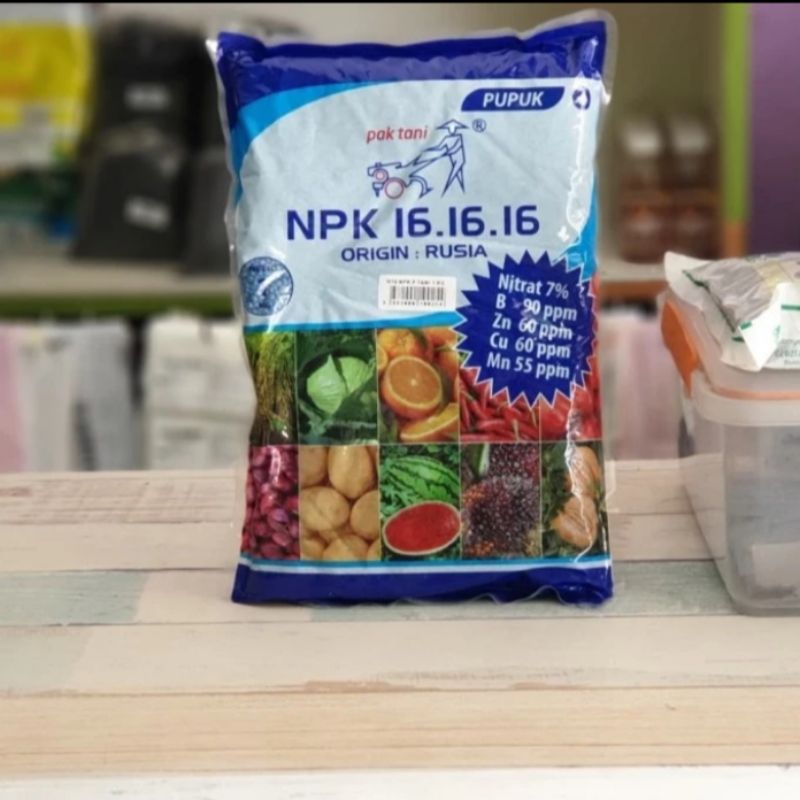 PUPUK
pak tani ®
NPK 16.16.16
ORIGIN : RUSIA
Nitrat 7%
B 90 ppm
Zn 60 ppm
Cu 60 ppm
Mn 55 ppm